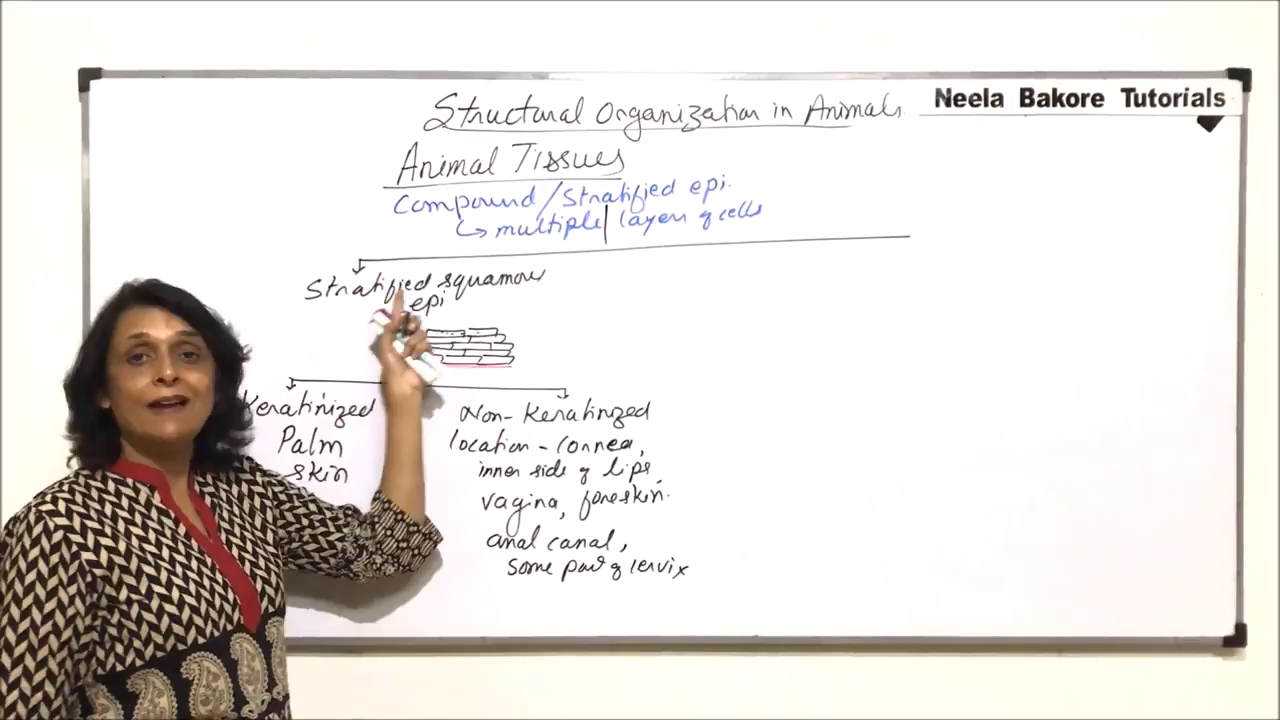 Structural Organization in Animals
Neela Bakore Tutorials
Animal Tissues
Compound/Stratified epi.
↳ multiple layers of cells
Stratified squamous
epi
Keratinized
Palm
skin
Non-Keratinized
location - Cornea,
inner side of lips,
vagina, foreskin.
anal canal,
some part of cervix